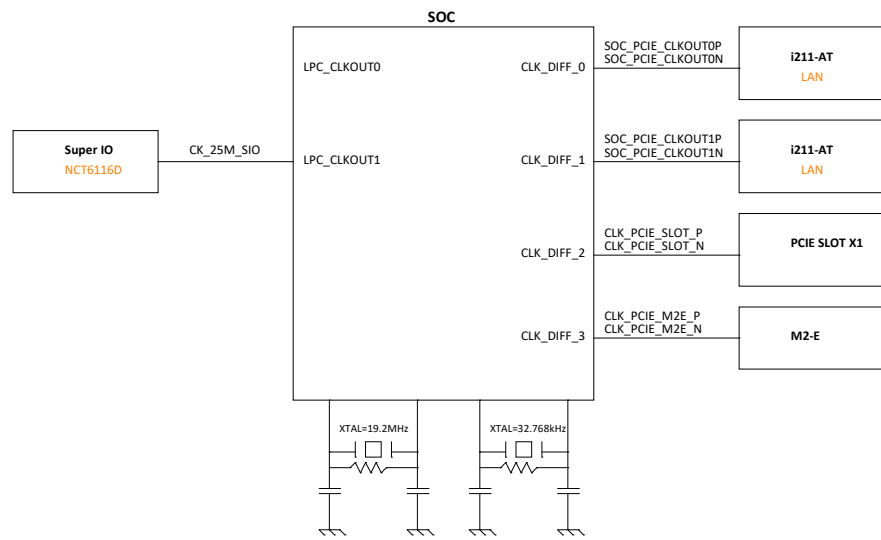 SOC
SOC_PCIE_CLKOUT0P
SOC_PCIE_CLKOUT0N
i211-AT
LAN
LPC_CLKOUT0
CLK_DIFF_0
Super IO
NCT6116D
CK_25M_SIO
LPC_CLKOUT1
CLK_DIFF_1
SOC_PCIE_CLKOUT1P
SOC_PCIE_CLKOUT1N
i211-AT
LAN
CLK_DIFF_2
CLK_PCIE_SLOT_P
CLK_PCIE_SLOT_N
PCIE SLOT X1
CLK_DIFF_3
CLK_PCIE_M2E_P
CLK_PCIE_M2E_N
M2-E
XTAL=19.2MHz
XTAL=32.768kHz